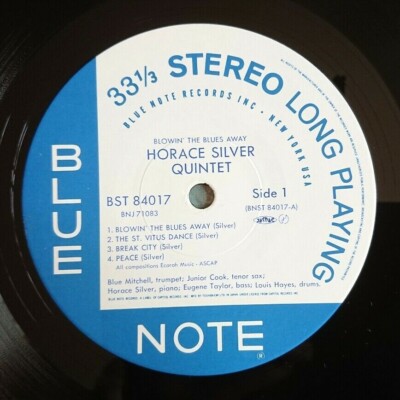 33 1/3 STEREO LONG PLAYING
BLUE NOTE RECORDS INC · NEW YORK USA
BLOWIN' THE BLUES AWAY
HORACE SILVER
QUINTET
BST 84017
Side 1
BNJ 71083
(BNST 84017-A)
1. BLOWIN' THE BLUES AWAY (Silver)
2. THE ST. VITUS DANCE (Silver)
3. BREAK CITY (Silver)
4. PEACE (Silver)
All compositions Ecaroh Music - ASCAP
Blue Mitchell, trumpet; Junior Cook, tenor sax;
Horace Silver, piano; Eugene Taylor, bass; Louis Hayes, drums.
BLUE
NOTE